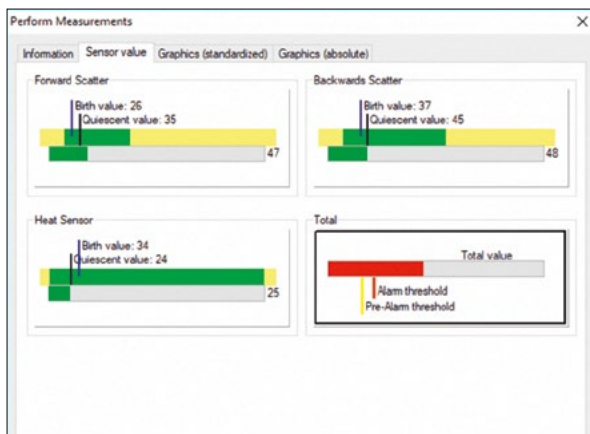 Perform Measurements
Information Sensor value Graphics (standardized) Graphics (absolute)
Forward Scatter
Birth value: 26
Quiescent value: 35
47
Backwards Scatter
Birth value: 37
Quiescent value: 45
48
Heat Sensor
Birth value: 34
Quiescent value: 24
25
Total
Total value
Alarm threshold
Pre-Alarm threshold